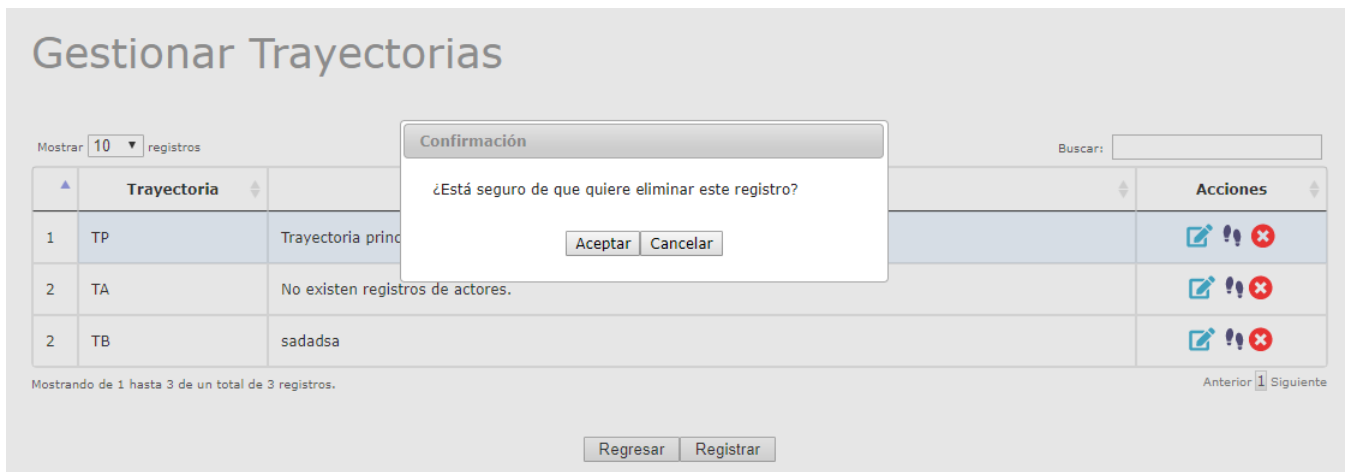 Gestionar Trayectorias
Mostrar 10 registros
Buscar:
Confirmación
¿Está seguro de que quiere eliminar este registro?
Aceptar Cancelar
Trayectoria Acciones
1 TP Trayectoria princ
2 TA No existen registros de actores.
2 TB sadadsa
Mostrando de 1 hasta 3 de un total de 3 registros.
Anterior 1 Siguiente
Regresar Registrar